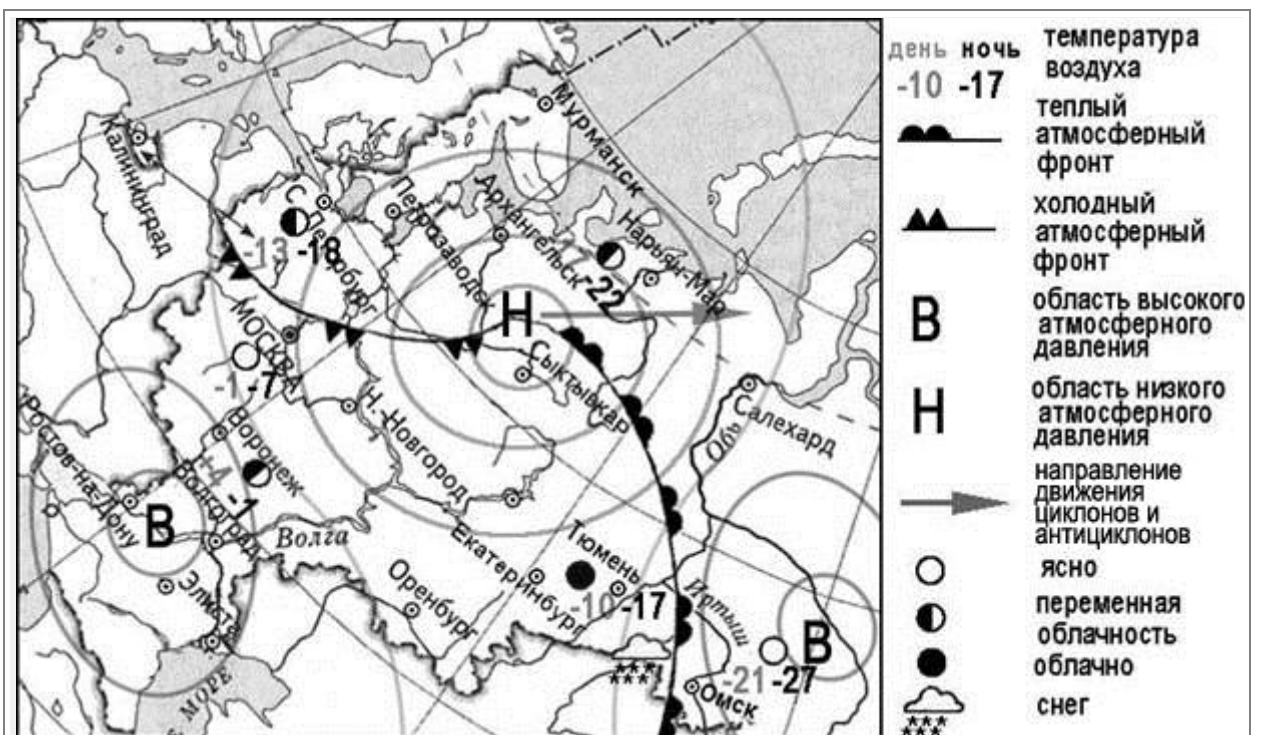 Мурманск
Калининград
С.Петербург
-13 -18
Петрозаводск
Архангельск
-22
Нарьян-Мар
Н
МОСКВА
-1 -7
Сыктывкар
Н.-Новгород
Салехард
Обь
Воронеж
+4 -1
Ростов-на-Дону
Волгоград
В
Волга
Элиста
Оренбург
Екатеринбург
Тюмень
-10 -17
Иртыш
В
-21 -27
Омск
МОРЕ
день ночь
-10 -17
температура
воздуха
теплый
атмосферный
фронт
холодный
атмосферный
фронт
В
область высокого
атмосферного
давления
Н
область низкого
атмосферного
давления
направление
движения
циклонов и
антициклонов
ясно
переменная
облачность
облачно
снег